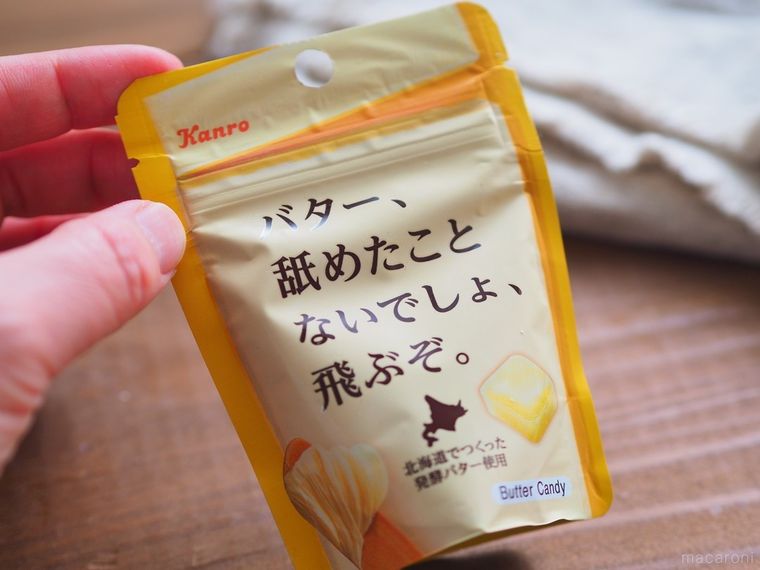 Kanro
バター、
舐めたこと
ないでしょ、
飛ぶぞ。
北海道でつくった
発酵バター使用
Butter Candy
macaroni